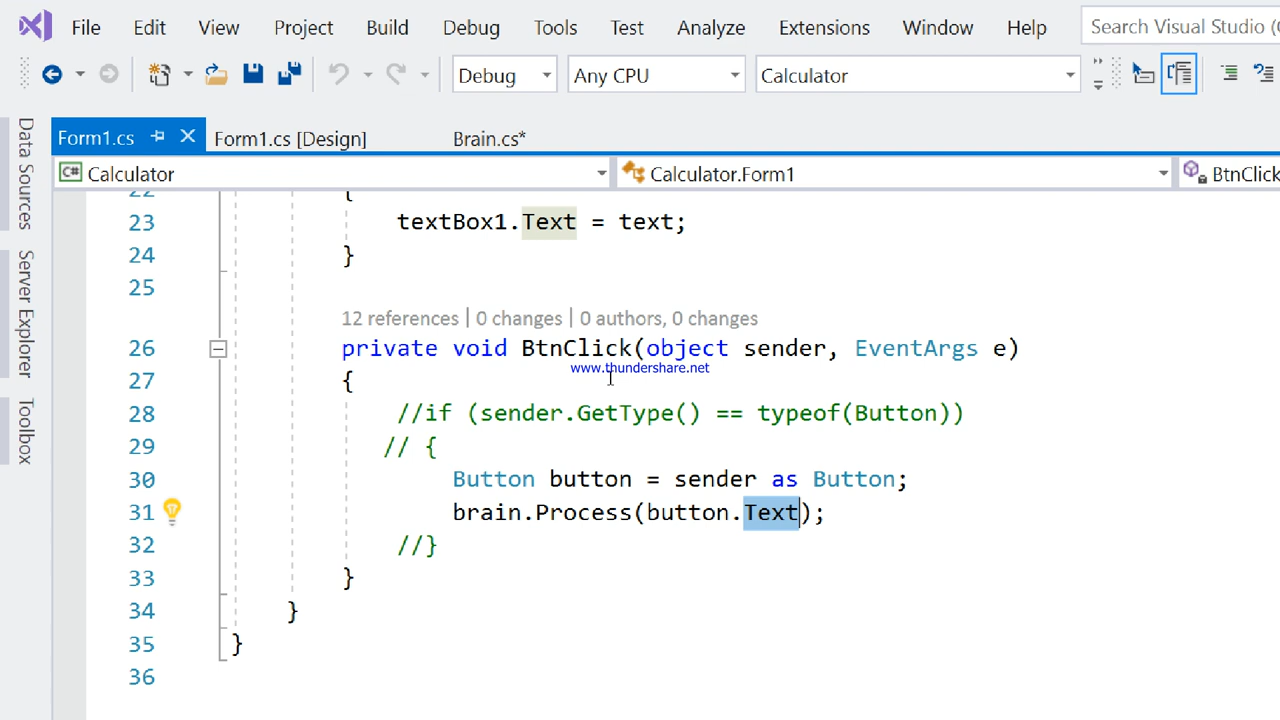 File Edit View Project Build Debug Tools Test Analyze Extensions Window Help Search Visual Studio (
Debug Any CPU Calculator
Form1.cs Form1.cs [Design] Brain.cs*
C# Calculator Calculator.Form1 BtnClick
Data Sources
Server Explorer
Toolbox
22 {
23 textBox1.Text = text;
24 }
25
12 references | 0 changes | 0 authors, 0 changes
26 private void BtnClick(object sender, EventArgs e)
www.thundershare.net
27 {
28 //if (sender.GetType() == typeof(Button))
29 // {
30 Button button = sender as Button;
31 brain.Process(button.Text);
32 //}
33 }
34 }
35 }
36